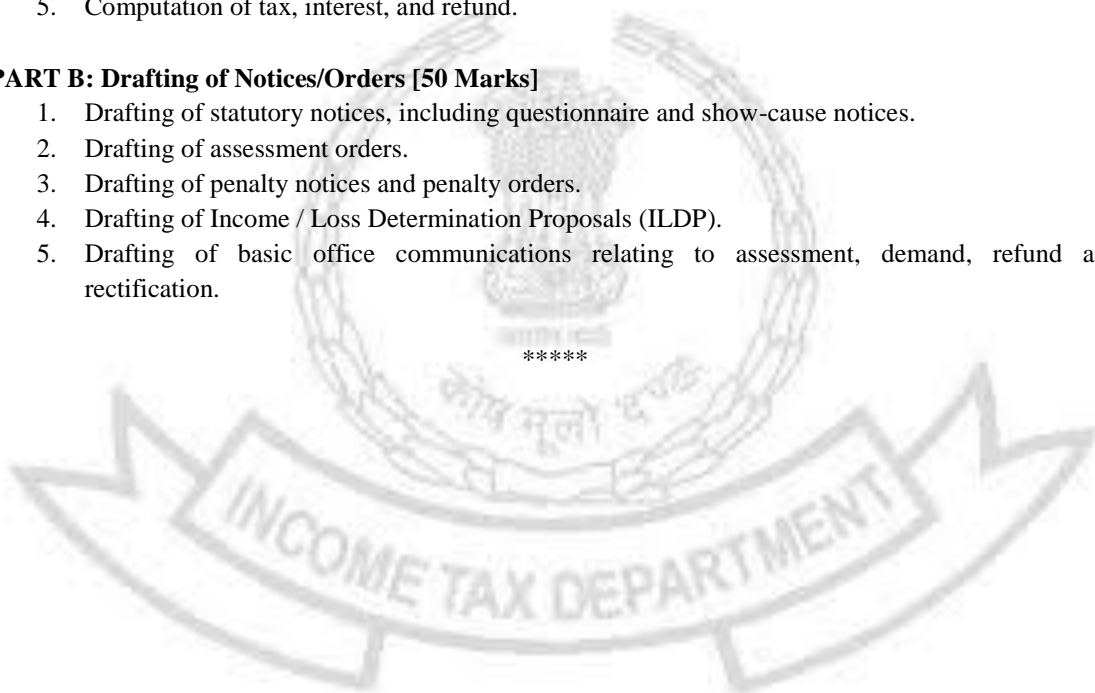 5. Computation of tax, interest, and refund.
PART B: Drafting of Notices/Orders [50 Marks]
1. Drafting of statutory notices, including questionnaire and show-cause notices.
2. Drafting of assessment orders.
3. Drafting of penalty notices and penalty orders.
4. Drafting of Income / Loss Determination Proposals (ILDP).
5. Drafting of basic office communications relating to assessment, demand, refund a
rectification.
*****
कोष मूलो दण्डः
INCOME TAX DEPARTMENT